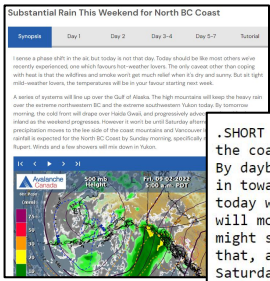 Substantial Rain This Weekend for North BC Coast
Synopsis Day 1 Day 2 Day 3-4 Day 5-7 Tutorial
I sense a phase shift in the air, but today is not that day. Today should be like most others we've
recently experienced, one which favours hot-weather lovers. The only caveat other than coping
with heat is that the wildfires and smoke won't get much relief when it's dry and sunny. But sit tight
mild-weather lovers, the temperatures will be in your favour starting next week.
A series of systems will line up over the Gulf of Alaska. The high mountains will keep the heavy rain
over the extreme northwestern BC and the extreme southwestern Yukon today. By tomorrow
morning, the cold front will drape over Haida Gwaii, and progressively advance
inland as the weekend progresses. However it won't be until Saturday afternoon
precipitation moves to the lee side of the coast mountains and Vancouver I
rainfall is expected for the North BC Coast by Sunday morning, specifically
Rupert. Winds and a few showers will mix down in Yukon.
Avalanche
Canada
500 mb
Height
Fri, 09-02-2022
5:00 a.m. PDT
.SHORT
the coa
By dayb
in towa
today w
will mo
might s
that, a
Saturda